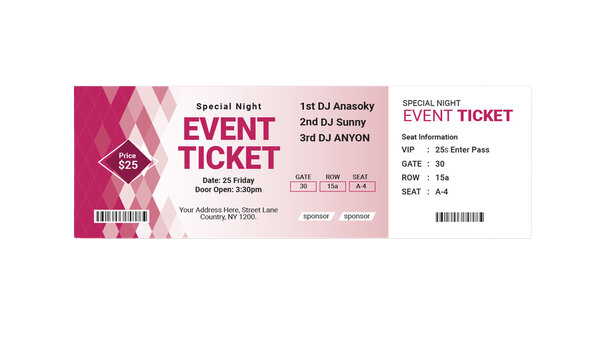 Price
$25
Special Night
EVENT
TICKET
Date: 25 Friday
Door Open: 3:30pm
Your Address Here, Street Lane
Country, NY 1200.
1st DJ Anasoky
2nd DJ Sunny
3rd DJ ANYON
GATE ROW SEAT
30 15a A-4
sponsor sponsor
SPECIAL NIGHT
EVENT TICKET
Seat Information
VIP : 25s Enter Pass
GATE : 30
ROW : 15a
SEAT : A-4